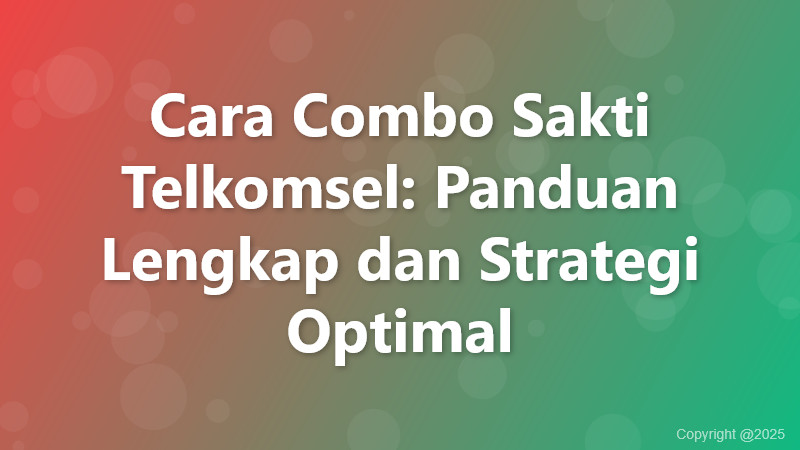 Cara Combo Sakti
Telkomsel: Panduan
Lengkap dan Strategi
Optimal
Copyright @2025